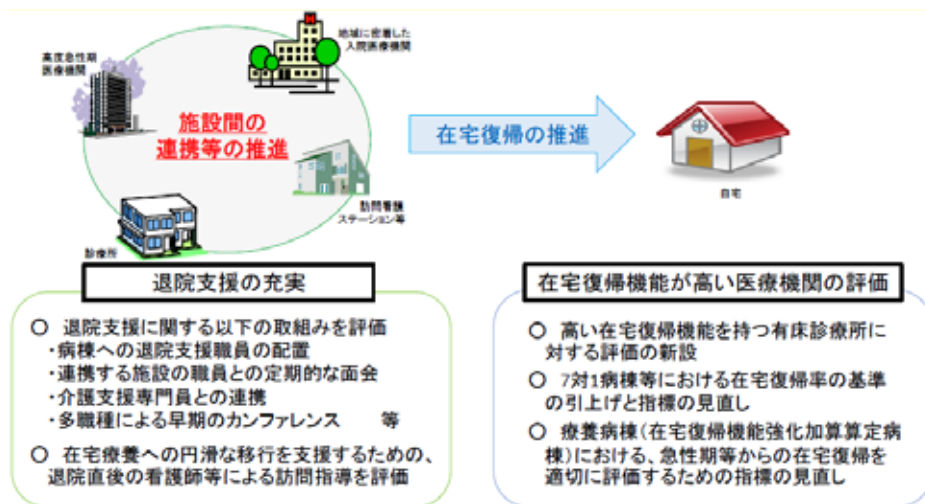 地域に密着した
入院医療機関
高度急性期
医療機関
施設間の
連携等の推進
在宅復帰の推進
自宅
訪問看護
ステーション等
診療所
退院支援の充実
○ 退院支援に関する以下の取組みを評価
・病棟への退院支援職員の配置
・連携する施設の職員との定期的な面会
・介護支援専門員との連携
・多職種による早期のカンファレンス 等
○ 在宅療養への円滑な移行を支援するための、
退院直後の看護師等による訪問指導を評価
在宅復帰機能が高い医療機関の評価
○ 高い在宅復帰機能を持つ有床診療所に
対する評価の新設
○ 7対1病棟等における在宅復帰率の基準
の引上げと指標の見直し
○ 療養病棟(在宅復帰機能強化加算算定病
棟)における、急性期等からの在宅復帰を
適切に評価するための指標の見直し